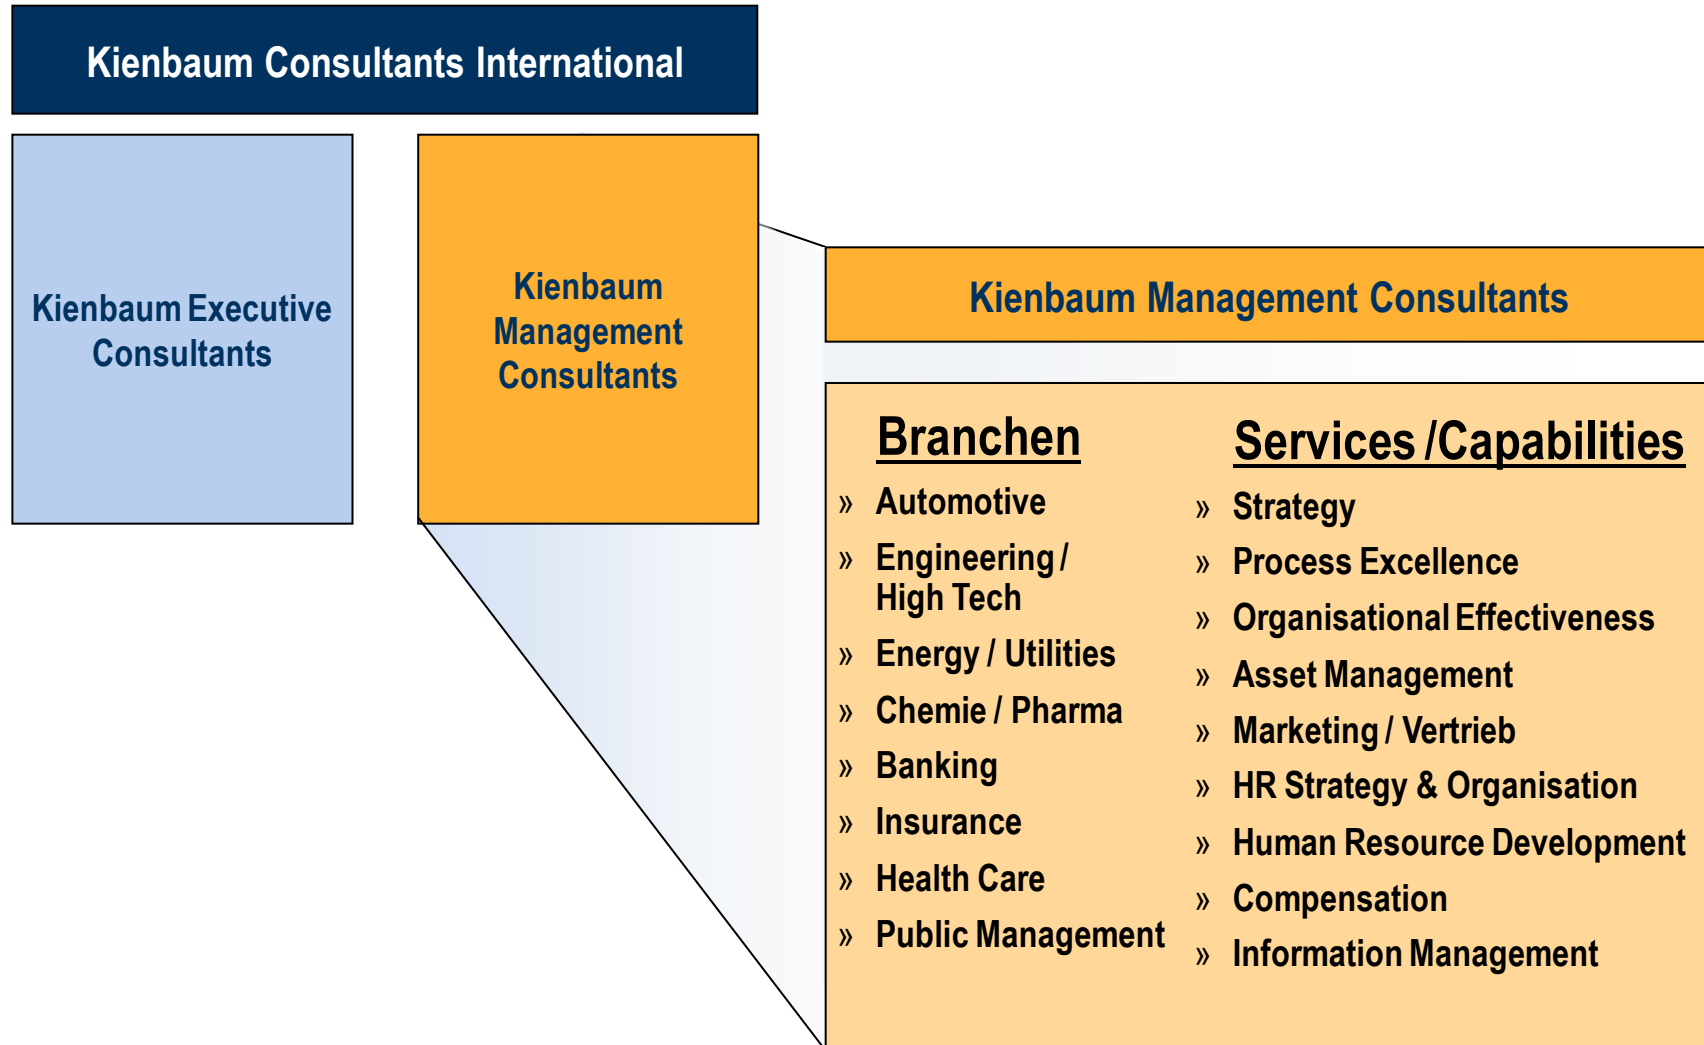 Kienbaum Consultants International
Kienbaum Executive
Consultants
Kienbaum
Management
Consultants
Kienbaum Management Consultants
Branchen
» Automotive
» Engineering /
High Tech
» Energy / Utilities
» Chemie / Pharma
» Banking
» Insurance
» Health Care
» Public Management
Services /Capabilities
» Strategy
» Process Excellence
» Organisational Effectiveness
» Asset Management
» Marketing / Vertrieb
» HR Strategy & Organisation
» Human Resource Development
» Compensation
» Information Management